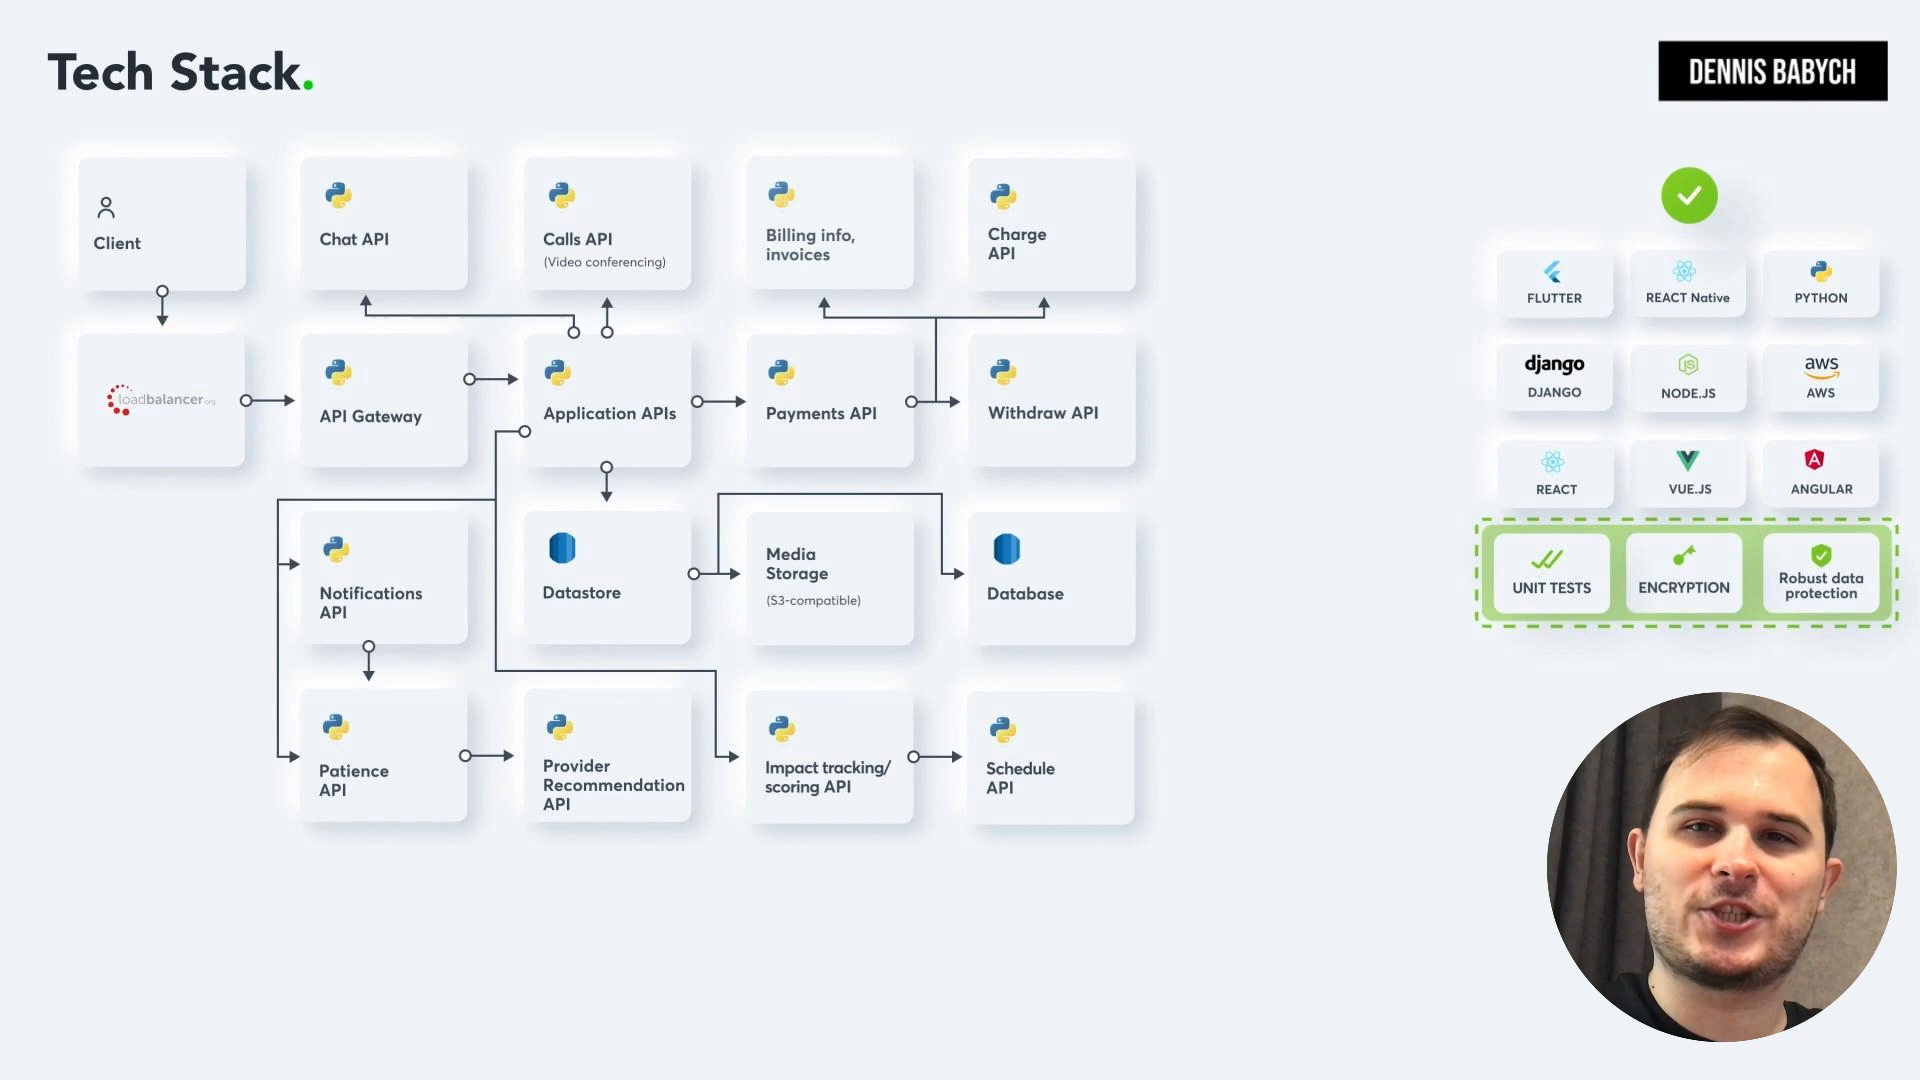 Tech Stack.
DENNIS BABYCH
Client
Chat API
Calls API
(Video conferencing)
Billing info,
invoices
Charge
API
loadbalancer.org
API Gateway
Application APIs
Payments API
Withdraw API
Notifications
API
Datastore
Media
Storage
(S3-compatible)
Database
Patience
API
Provider
Recommendation
API
Impact tracking/
scoring API
Schedule
API
FLUTTER
REACT Native
PYTHON
django
DJANGO
JS
NODE.JS
aws
AWS
REACT
VUE.JS
A
ANGULAR
UNIT TESTS
ENCRYPTION
Robust data
protection